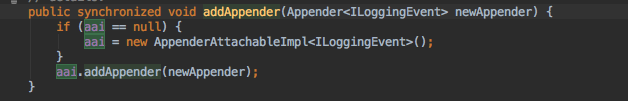 public synchronized void addAppender(Appender<ILoggingEvent> newAppender) {
if (aai == null) {
aai = new AppenderAttachableImpl<ILoggingEvent>();
}
aai.addAppender(newAppender);
}